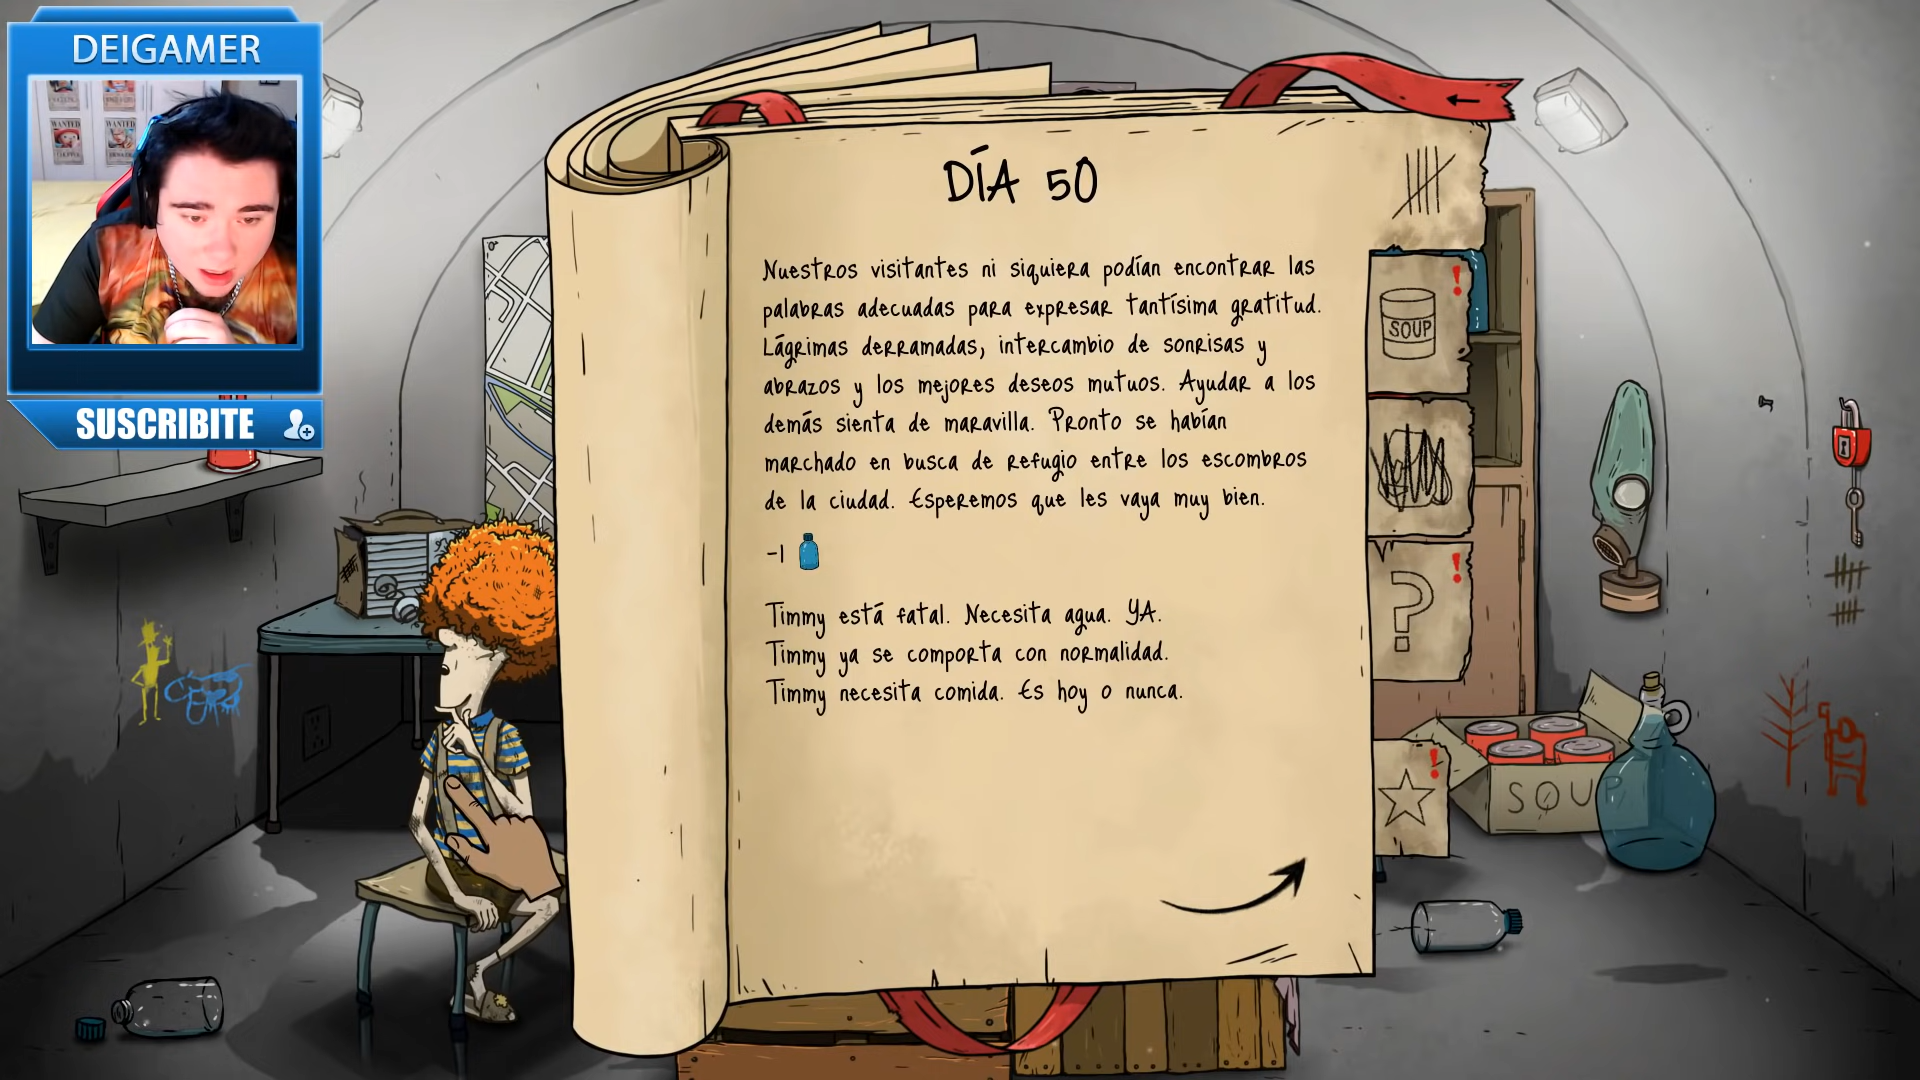 DEIGAMER
WANTED
WANTED
SUSCRIBITE
DÍA 50
Nuestros visitantes ni siquiera podían encontrar las
palabras adecuadas para expresar tantísima gratitud.
Lágrimas derramadas, intercambio de sonrisas y
abrazos y los mejores deseos mutuos. Ayudar a los
demás sienta de maravilla. Pronto se habían
marchado en busca de refugio entre los escombros
de la ciudad. Esperemos que les vaya muy bien.
-1
Timmy está fatal. Necesita agua. YA.
Timmy ya se comporta con normalidad.
Timmy necesita comida. Es hoy o nunca.
!
SOUP
!
?
!
SOUP